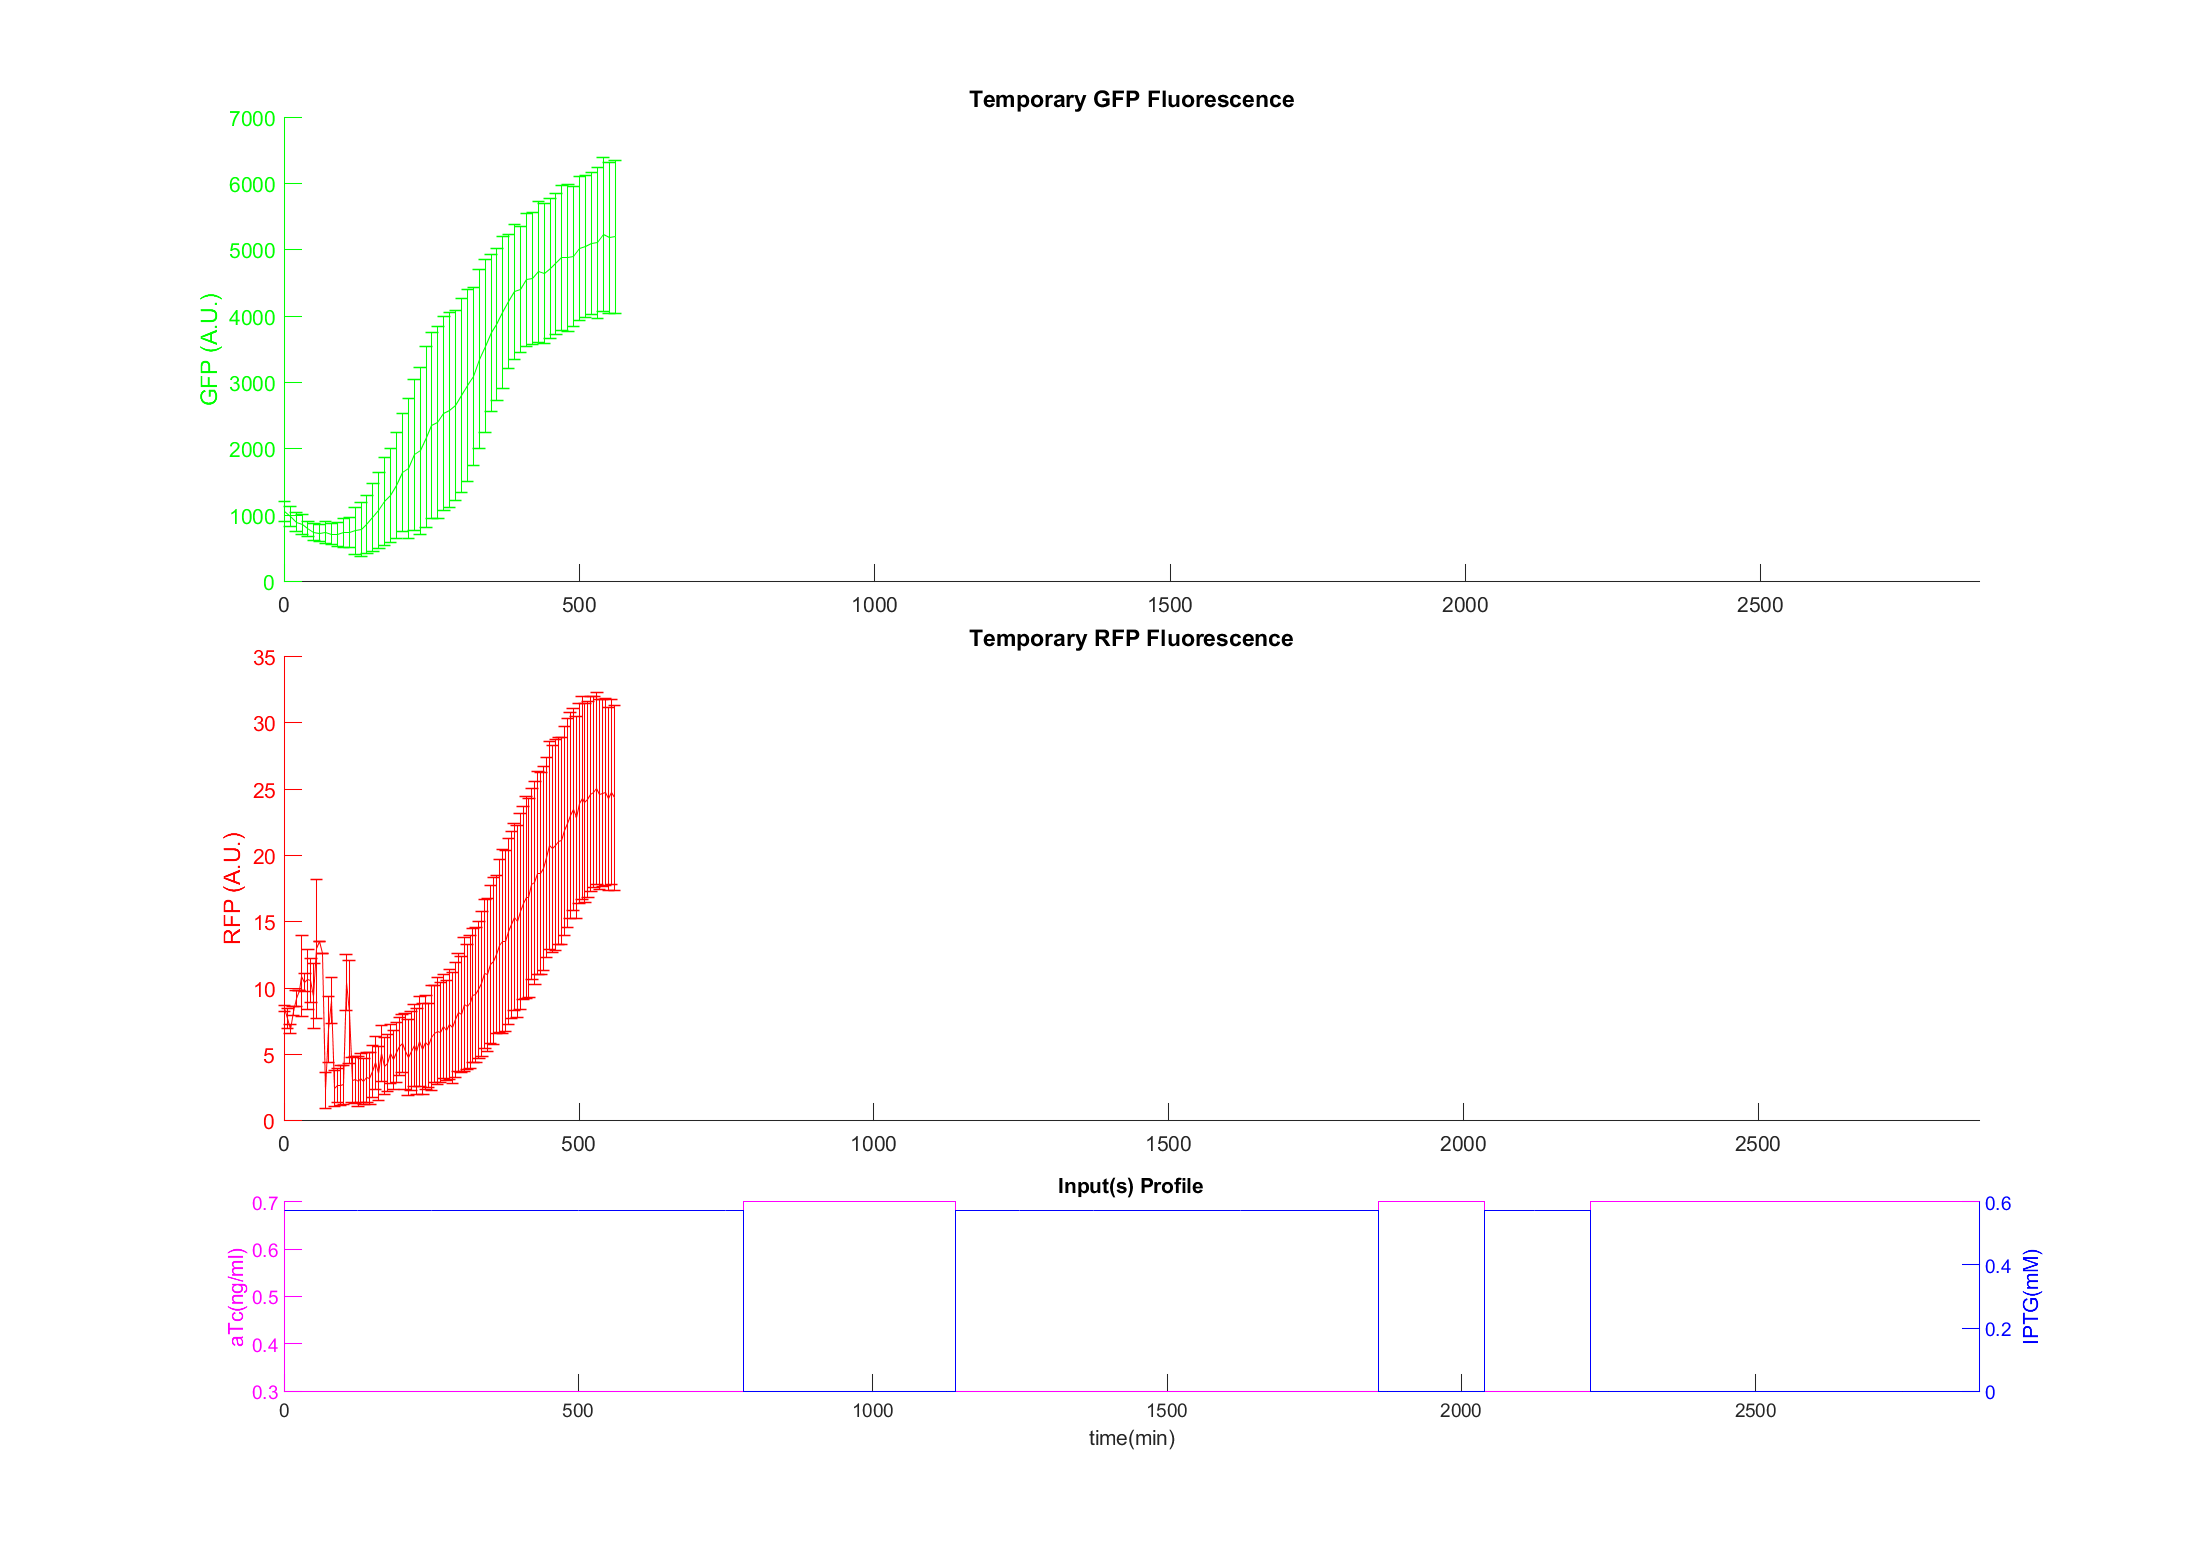 Temporary GFP Fluorescence
7000
6000
5000
4000
3000
2000
1000
0
GFP (A.U.)
0 500 1000 1500 2000 2500
Temporary RFP Fluorescence
35
30
25
20
15
10
5
0
RFP (A.U.)
0 500 1000 1500 2000 2500
Input(s) Profile
0.7
0.6
0.5
0.4
0.3
aTc(ng/ml)
0.6
0.4
0.2
0
IPTG(mM)
0 500 1000 1500 2000 2500
time(min)